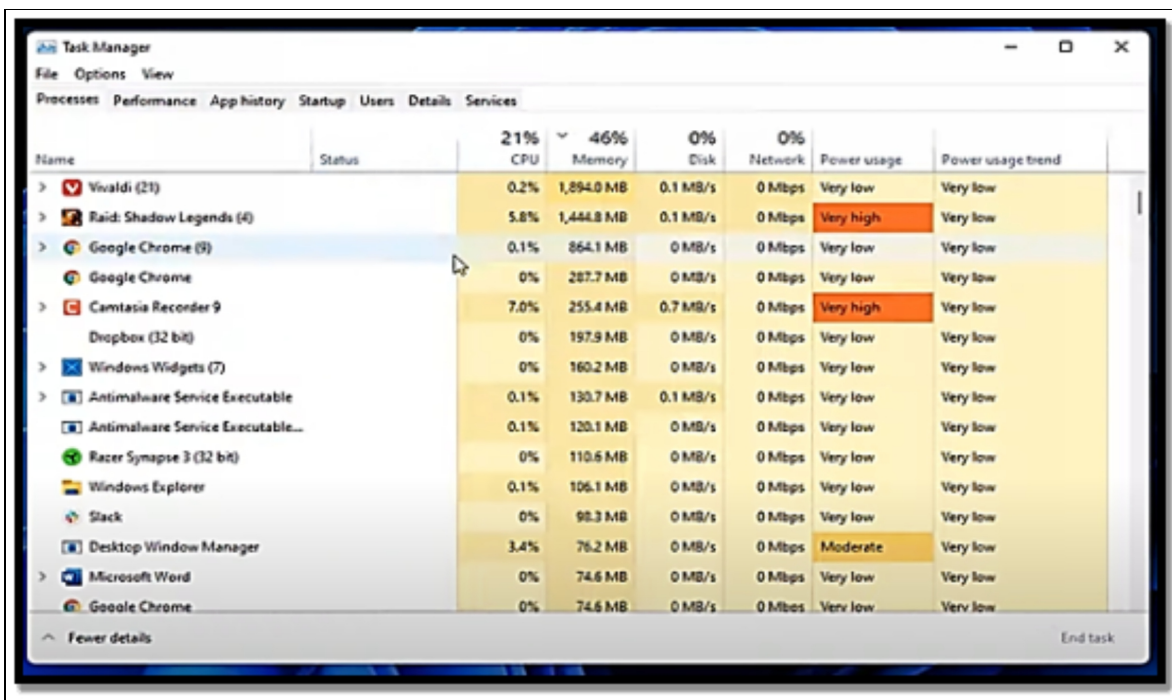 Task Manager
File Options View
Processes Performance App history Startup Users Details Services
21% 46% 0% 0%
Name Status CPU Memory Disk Network Power usage Power usage trend
Vivaldi (21) 0.2% 1,894.0 MB 0.1 MB/s 0 Mbps Very low Very low
Raid: Shadow Legends (4) 5.8% 1,444.8 MB 0.1 MB/s 0 Mbps Very high Very low
Google Chrome (9) 0.1% 864.1 MB 0 MB/s 0 Mbps Very low Very low
Google Chrome 0% 287.7 MB 0 MB/s 0 Mbps Very low Very low
Camtasia Recorder 9 7.0% 255.4 MB 0.7 MB/s 0 Mbps Very high Very low
Dropbox (32 bit) 0% 197.9 MB 0 MB/s 0 Mbps Very low Very low
Windows Widgets (7) 0% 160.2 MB 0 MB/s 0 Mbps Very low Very low
Antimalware Service Executable 0.1% 130.7 MB 0.1 MB/s 0 Mbps Very low Very low
Antimalware Service Executable... 0.1% 120.1 MB 0 MB/s 0 Mbps Very low Very low
Razer Synapse 3 (32 bit) 0% 110.6 MB 0 MB/s 0 Mbps Very low Very low
Windows Explorer 0.1% 106.1 MB 0 MB/s 0 Mbps Very low Very low
Slack 0% 98.3 MB 0 MB/s 0 Mbps Very low Very low
Desktop Window Manager 3.4% 76.2 MB 0 MB/s 0 Mbps Moderate Very low
Microsoft Word 0% 74.6 MB 0 MB/s 0 Mbps Very low Very low
Google Chrome 0% 74.6 MB 0 MB/s 0 Mbps Very low Very low
Fewer details End task